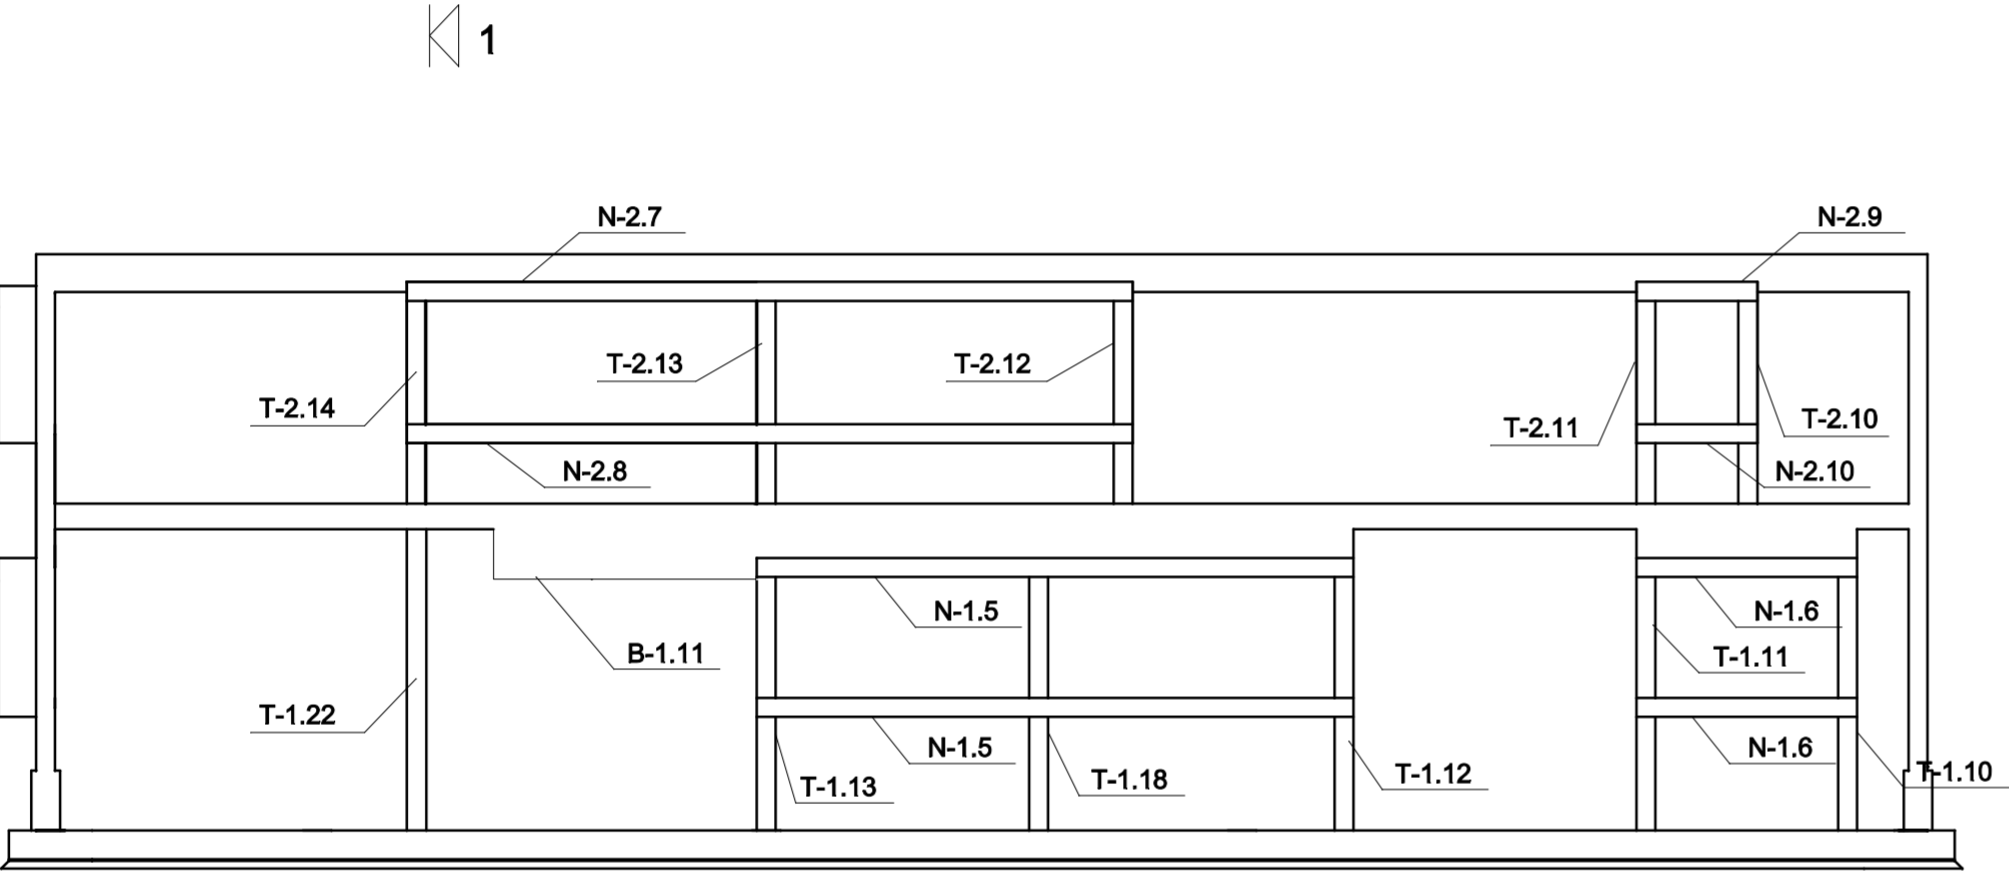 1
N-2.7
N-2.9
T-2.13
T-2.12
T-2.14
T-2.11
T-2.10
N-2.8
N-2.10
N-1.5
N-1.6
B-1.11
T-1.11
T-1.22
N-1.5
N-1.6
T-1.13
T-1.18
T-1.12
T-1.10